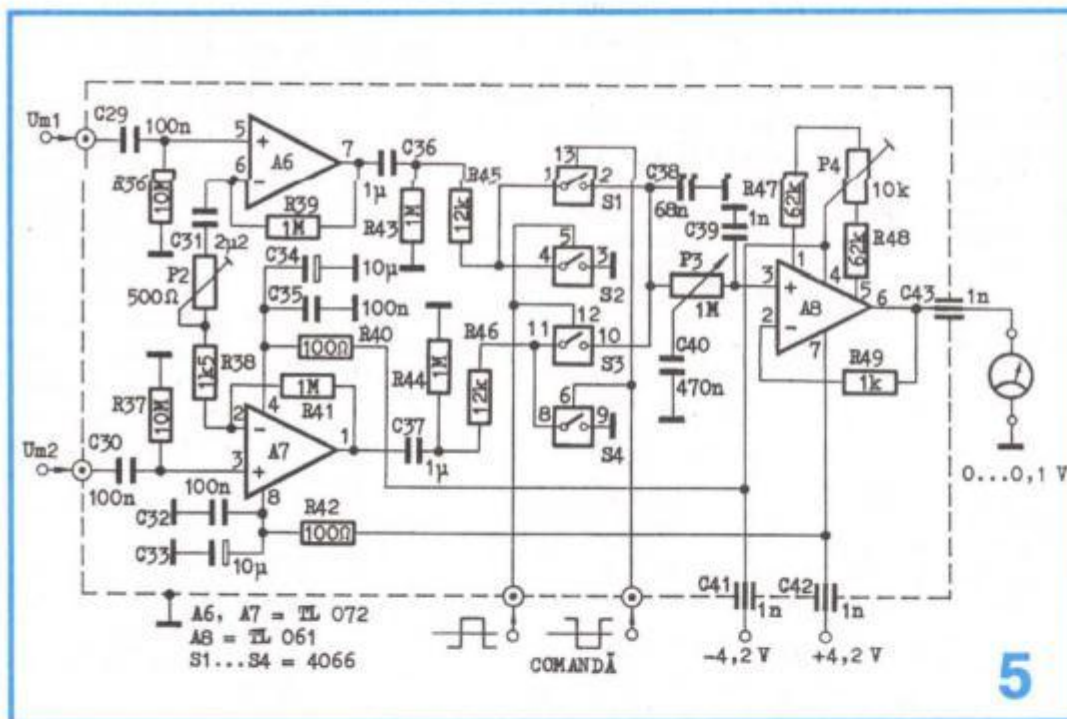 C29
Um1
100n
5
+
6
-
A6
7
C36
1µ
R36
10M
R39
1M
R43
1M
R45
12k
C31
2µ2
P2
500Ω
C34
10µ
C35
100n
R40
100Ω
R38
1k5
R37
10M
R41
1M
R44
1M
R46
12k
C30
Um2
100n
2
-
3
+
4
A7
1
8
C37
1µ
100n
C32
C33
10µ
R42
100Ω
13
1
2
S1
5
4
3
S2
12
11
10
S3
6
8
9
S4
C38
68n
1n
C39
P3
1M
C40
470n
R47
62k
P4
10k
R48
62k
1
4
5
3
+
2
-
A8
6
7
R49
1k
C43
1n
0...0,1 V
C41
1n
C42
1n
A6, A7 = TL 072
A8 = TL 061
S1...S4 = 4066
COMANDĂ
-4,2 V
+4,2 V
5